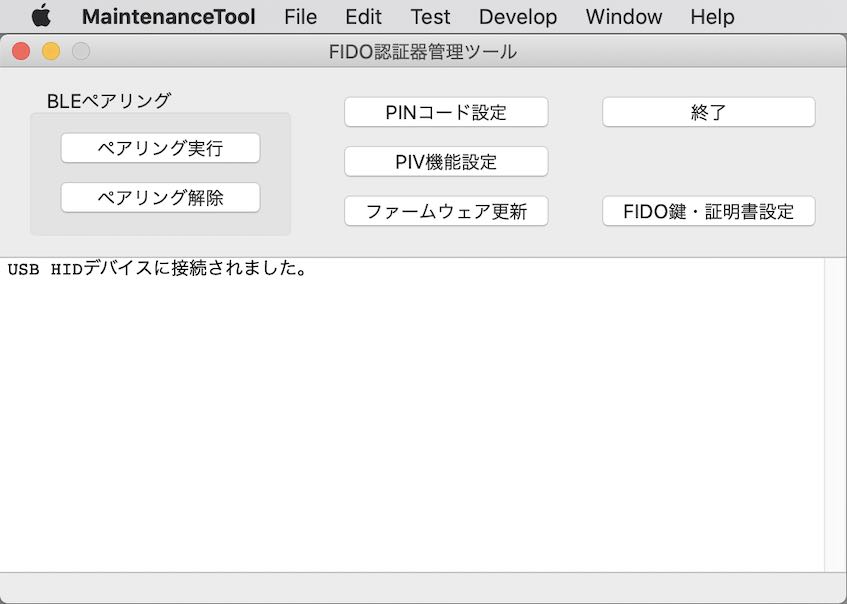 MaintenanceTool File Edit Test Develop Window Help
FIDO認証器管理ツール
BLEペアリング
ペアリング実行
ペアリング解除
PINコード設定
PIV機能設定
ファームウェア更新
終了
FIDO鍵・証明書設定
USB HIDデバイスに接続されました。